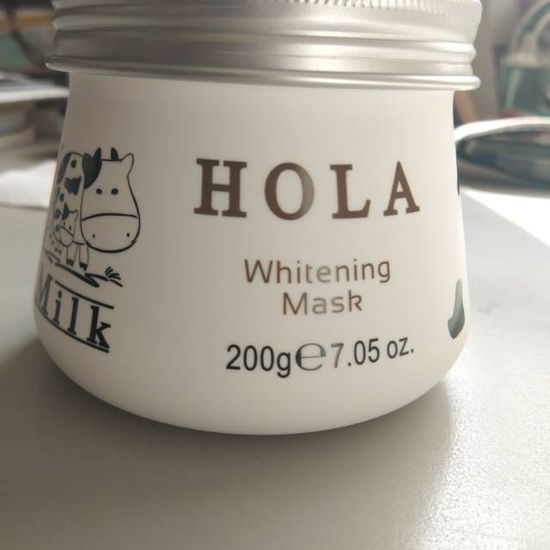 HOLA
Whitening
Mask
200g℮7.05 oz.
Milk